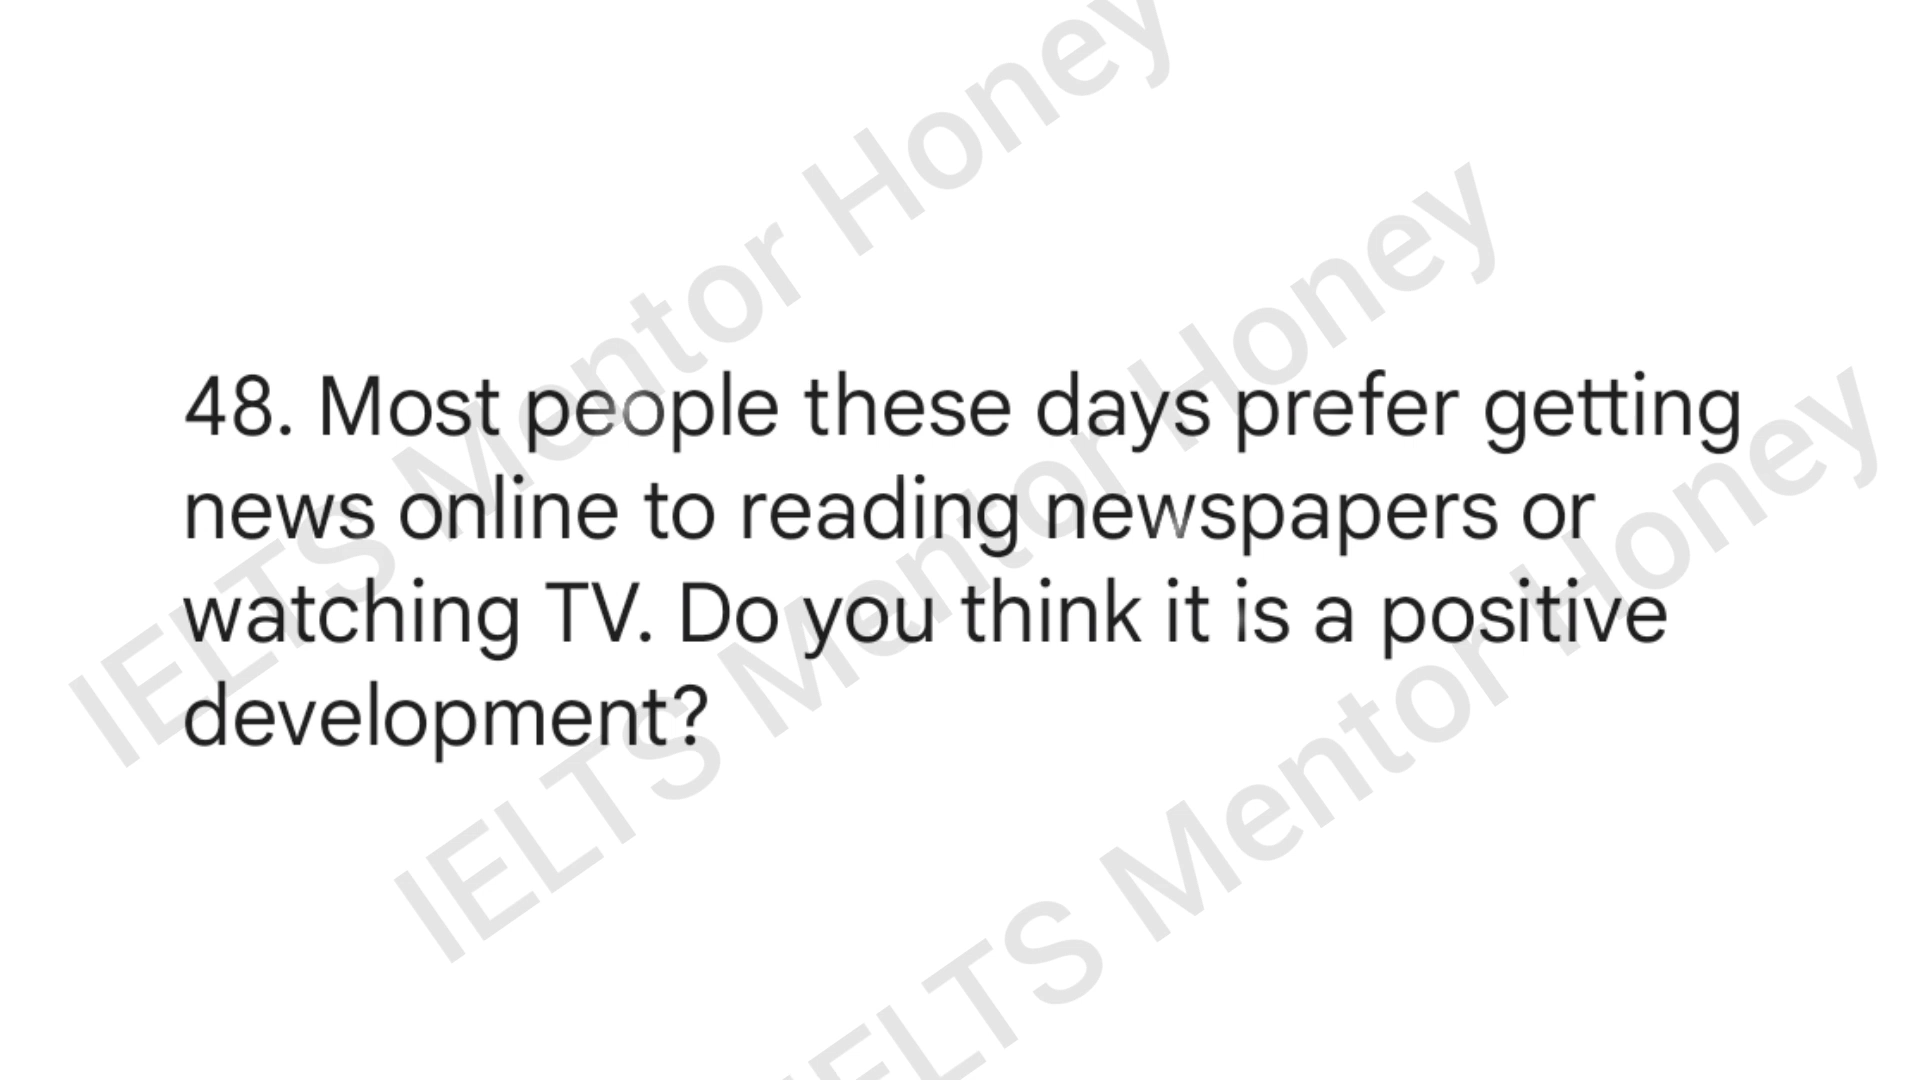 IELTS Mentor Honey
IELTS Mentor Honey
48. Most people these days prefer getting
news online to reading newspapers or
watching TV. Do you think it is a positive
development?
IELTS Mentor Honey